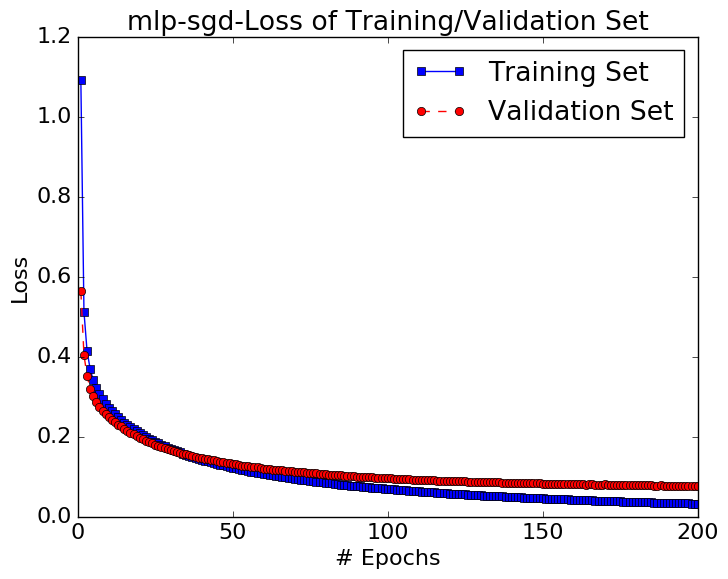 mlp-sgd-Loss of Training/Validation Set
1.2
1.0
0.8
0.6
0.4
0.2
0.0
Loss
Training Set
Validation Set
0 50 100 150 200
# Epochs